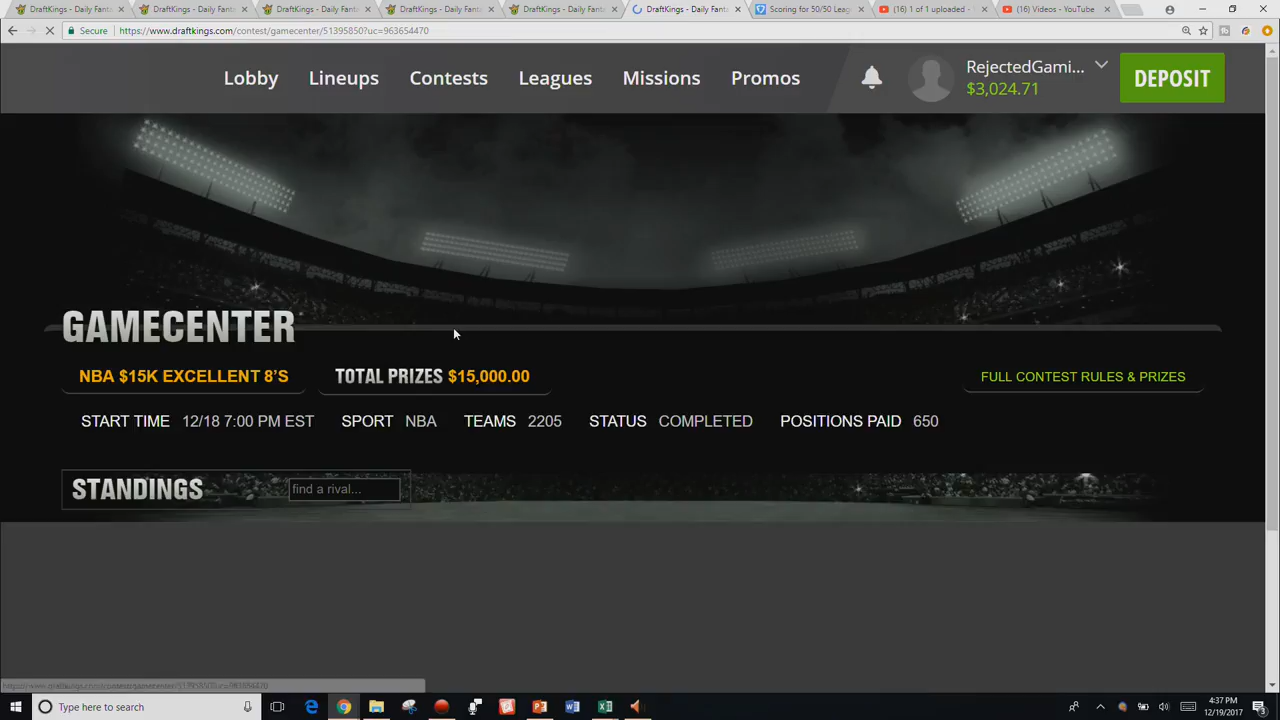 DraftKings - Daily Fanta
DraftKings - Daily Fanta
DraftKings - Daily Fanta
DraftKings - Daily Fanta
DraftKings - Daily Fanta
DraftKings - Daily Fanta
Scoring for 50/50 Leag
(16) 1 of 1 uploaded -
(16) Videos - YouTube
Secure
https://www.draftkings.com/contest/gamecenter/51395850?uc=963654470
Lobby
Lineups
Contests
Leagues
Missions
Promos
RejectedGami...
$3,024.71
DEPOSIT
GAMECENTER
NBA $15K EXCELLENT 8'S
TOTAL PRIZES $15,000.00
FULL CONTEST RULES & PRIZES
START TIME 12/18 7:00 PM EST SPORT NBA TEAMS 2205 STATUS COMPLETED POSITIONS PAID 650
STANDINGS
find a rival...
Type here to search
4:37 PM
12/19/2017